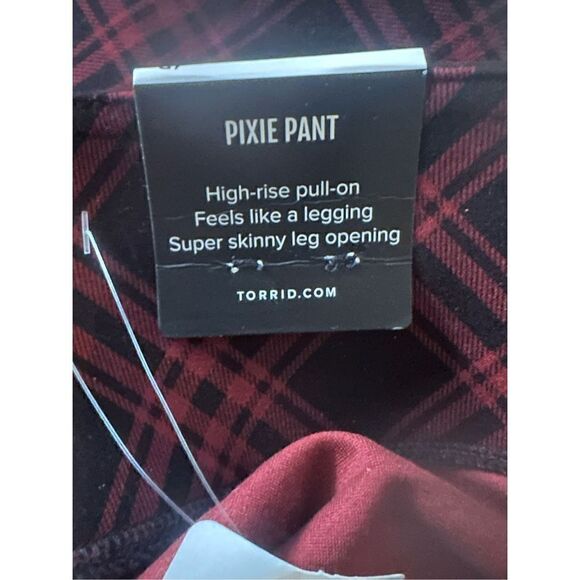 PIXIE PANT
High-rise pull-on
Feels like a legging
Super skinny leg opening
TORRID.COM